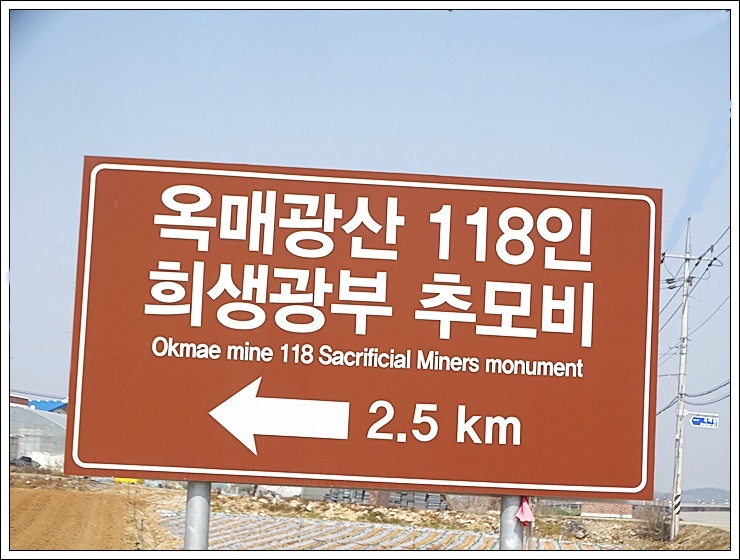 옥매광산 118인
희생광부 추모비
Okmae mine 118 Sacrificial Miners monument
2.5 km